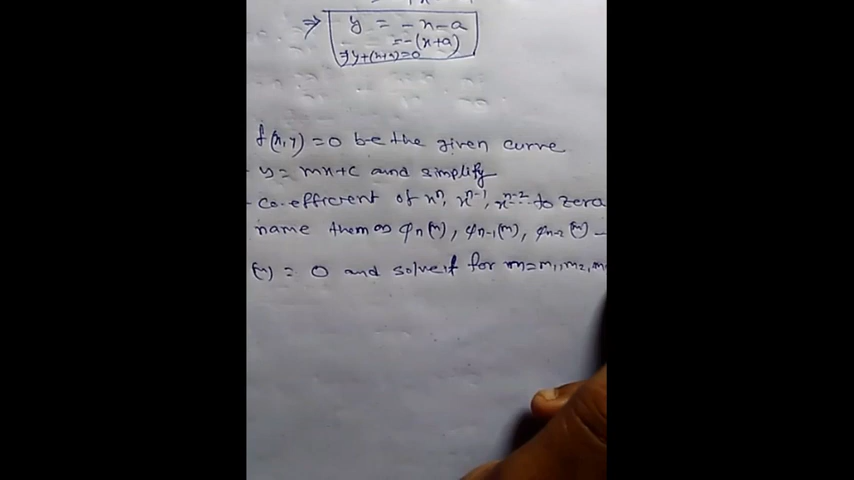 ⇒ y = -x-a
= -(x+a)
⇒ y+(x+a)=0
f(x,y)=0 be the given curve
y = mx+c and simplify
co-efficient of xⁿ, xⁿ⁻¹, xⁿ⁻² -- to zero
name them as φn(m), φn-1(m), φn-2(m) -
(m) = 0 and solve it for m=m₁,m₂,m